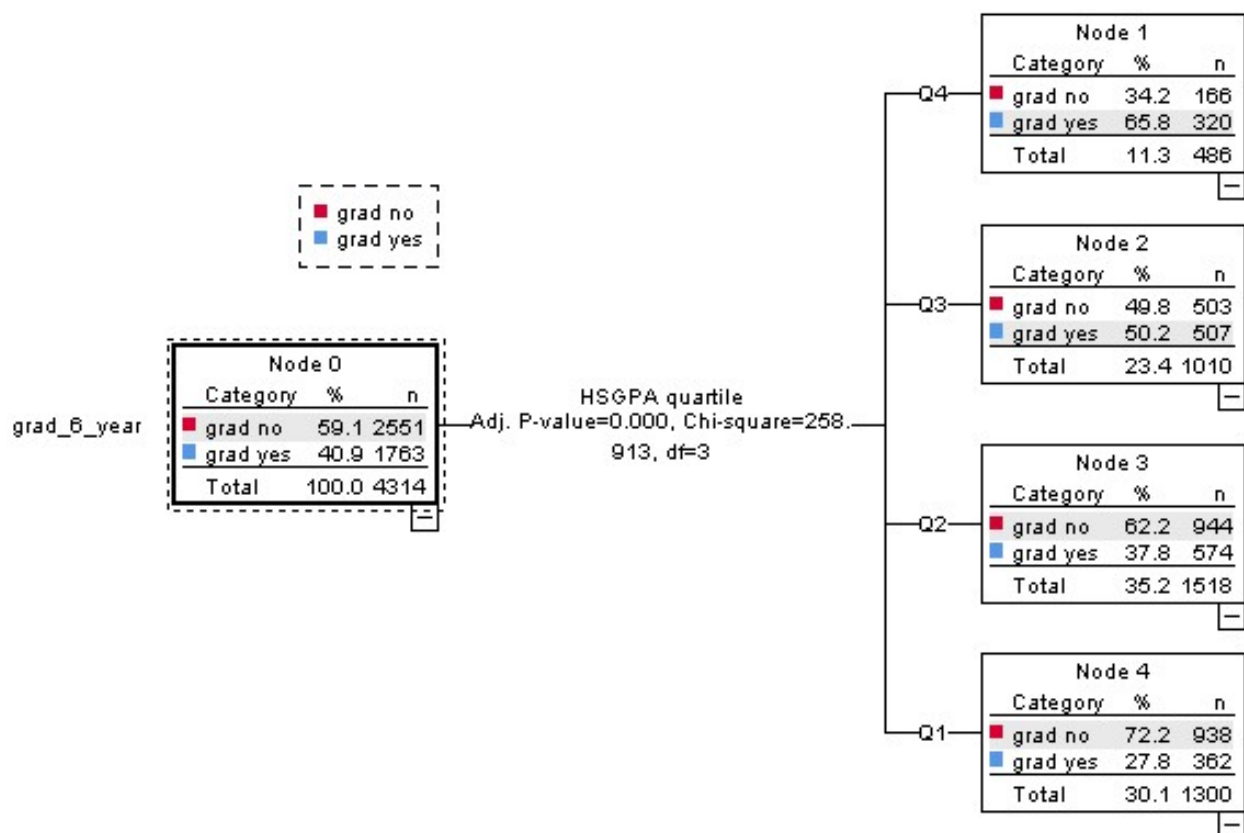 grad no
grad yes
grad_6_year
Node 0
Category % n
grad no 59.1 2551
grad yes 40.9 1763
Total 100.0 4314
HSGPA quartile
Adj. P-value=0.000, Chi-square=258.
913, df=3
Q4
Node 1
Category % n
grad no 34.2 166
grad yes 65.8 320
Total 11.3 486
Q3
Node 2
Category % n
grad no 49.8 503
grad yes 50.2 507
Total 23.4 1010
Q2
Node 3
Category % n
grad no 62.2 944
grad yes 37.8 574
Total 35.2 1518
Q1
Node 4
Category % n
grad no 72.2 938
grad yes 27.8 362
Total 30.1 1300